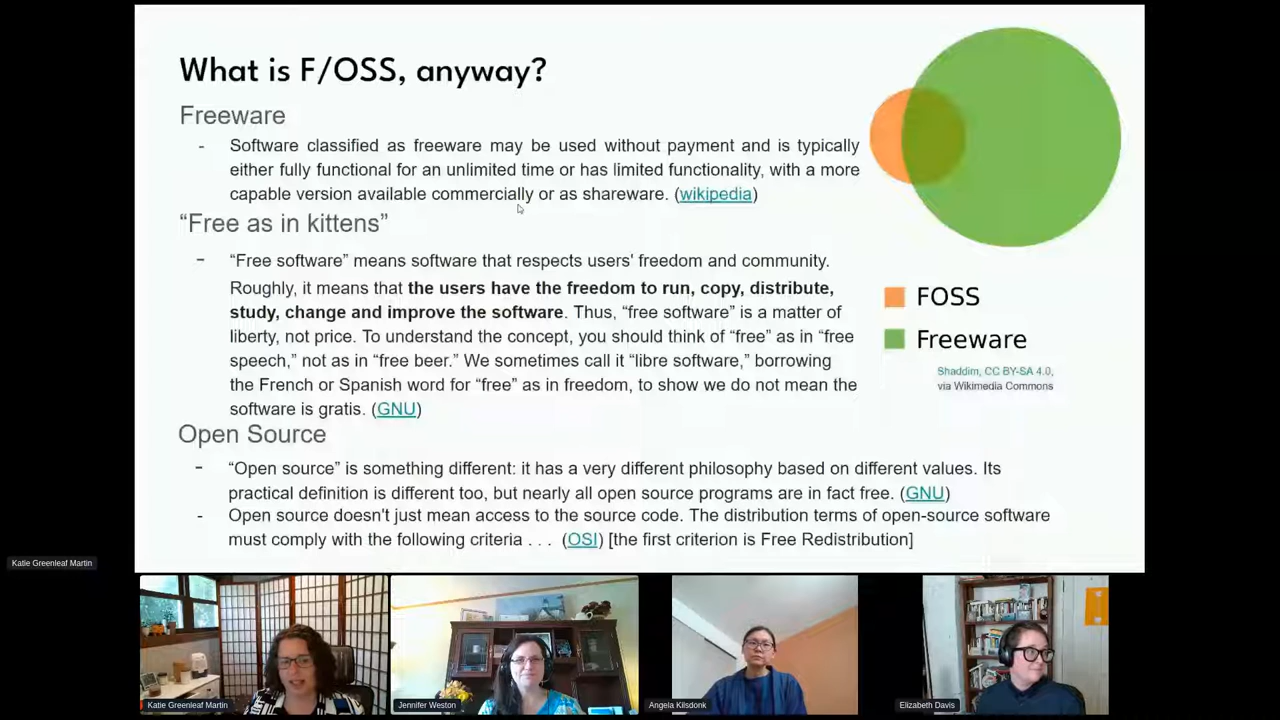 What is F/OSS, anyway?
Freeware
- Software classified as freeware may be used without payment and is typically
either fully functional for an unlimited time or has limited functionality, with a more
capable version available commercially or as shareware. (wikipedia)
“Free as in kittens”
- “Free software” means software that respects users' freedom and community.
Roughly, it means that the users have the freedom to run, copy, distribute,
study, change and improve the software. Thus, “free software” is a matter of
liberty, not price. To understand the concept, you should think of “free” as in “free
speech,” not as in “free beer.” We sometimes call it “libre software,” borrowing
the French or Spanish word for “free” as in freedom, to show we do not mean the
software is gratis. (GNU)
FOSS
Freeware
Shaddim, CC BY-SA 4.0,
via Wikimedia Commons
Open Source
- “Open source” is something different: it has a very different philosophy based on different values. Its
practical definition is different too, but nearly all open source programs are in fact free. (GNU)
- Open source doesn't just mean access to the source code. The distribution terms of open-source software
must comply with the following criteria . . . (OSI) [the first criterion is Free Redistribution]
Katie Greenleaf Martin
Katie Greenleaf Martin
Jennifer Weston
Angela Kilsdonk
Elizabeth Davis